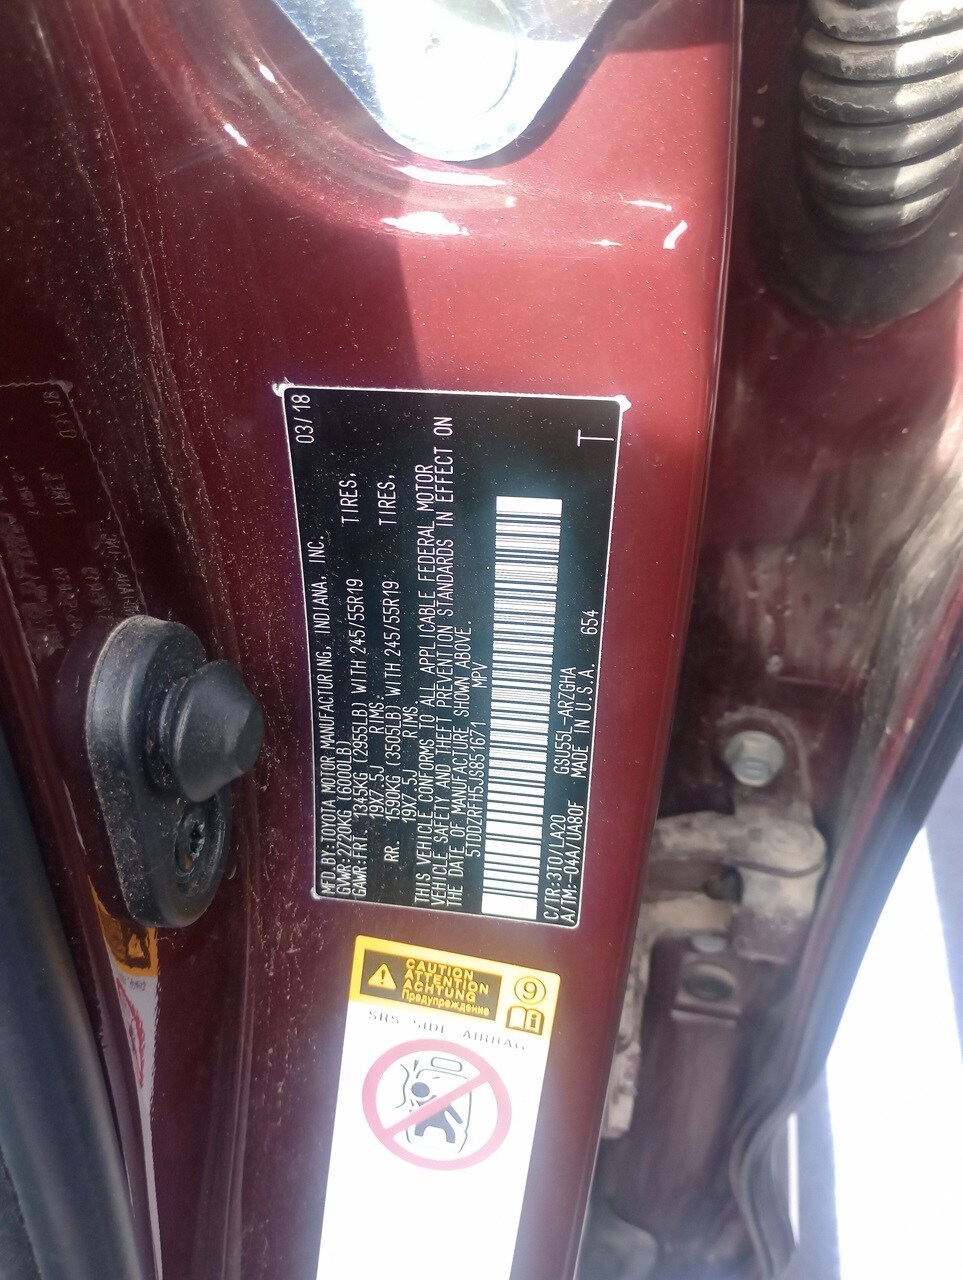 MFD.BY:TOYOTA MOTOR MANUFACTURING, INDIANA, INC. 03/18
GVWR:2720KG (6000LB)
GAWR:FRT. 1345KG (2955LB) WITH 245/55R19 TIRES,
19X7.5J RIMS.
RR. 1590KG (3505LB) WITH 245/55R19 TIRES,
19X7.5J RIMS.
THIS VEHICLE CONFORMS TO ALL APPLICABLE FEDERAL MOTOR
VEHICLE SAFETY AND THEFT PREVENTION STANDARDS IN EFFECT ON
THE DATE OF MANUFACTURE SHOWN ABOVE.
5TDDZRFH5JS851671 MPV
C/TR:3T0/LA20 GSU55L-ARZGHA
A/TM:-04A/UA80F MADE IN U.S.A. 654 T
CAUTION
ATTENTION
ACHTUNG
Предупреждение
9
SRS SIDE AIRBAG